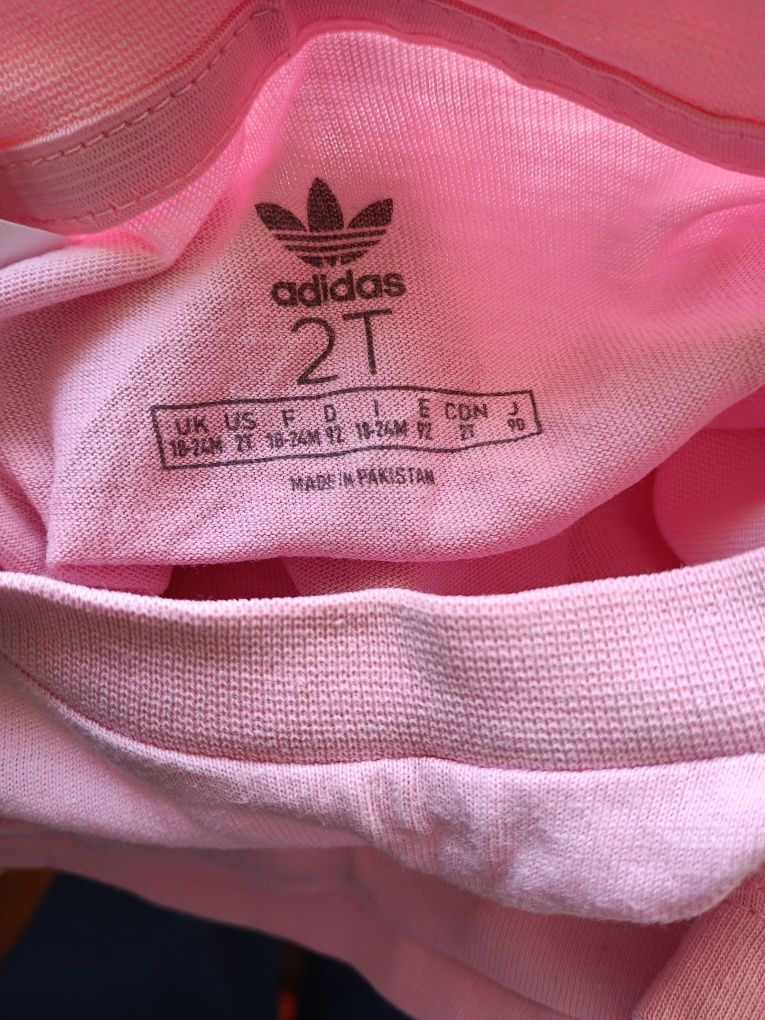 adidas
2T
UK US F D I E CDN J
18-24M 2T 18-24M 92 18-24M 92 2T 90
MADE IN PAKISTAN